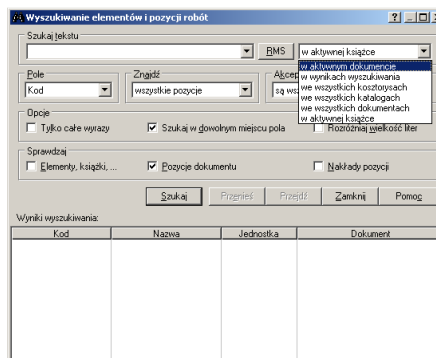 Wyszukiwanie elementów i pozycji robót
Szukaj tekstu
RMS
w aktywnej książce
w aktywnym dokumencie
w wynikach wyszukiwania
we wszystkich kosztorysach
we wszystkich katalogach
we wszystkich dokumentach
w aktywnej książce
Pole
Znajdź
Kod
wszystkie pozycje
Opcje
Tylko całe wyrazy
Szukaj w dowolnym miejscu pola
Rozróżniaj wielkość liter
Sprawdzaj
Elementy, książki, ...
Pozycje dokumentu
Nakłady pozycji
Szukaj
Przenieś
Przejdź
Zamknij
Pomoc
Wyniki wyszukiwania:
Kod
Nazwa
Jednostka
Dokument